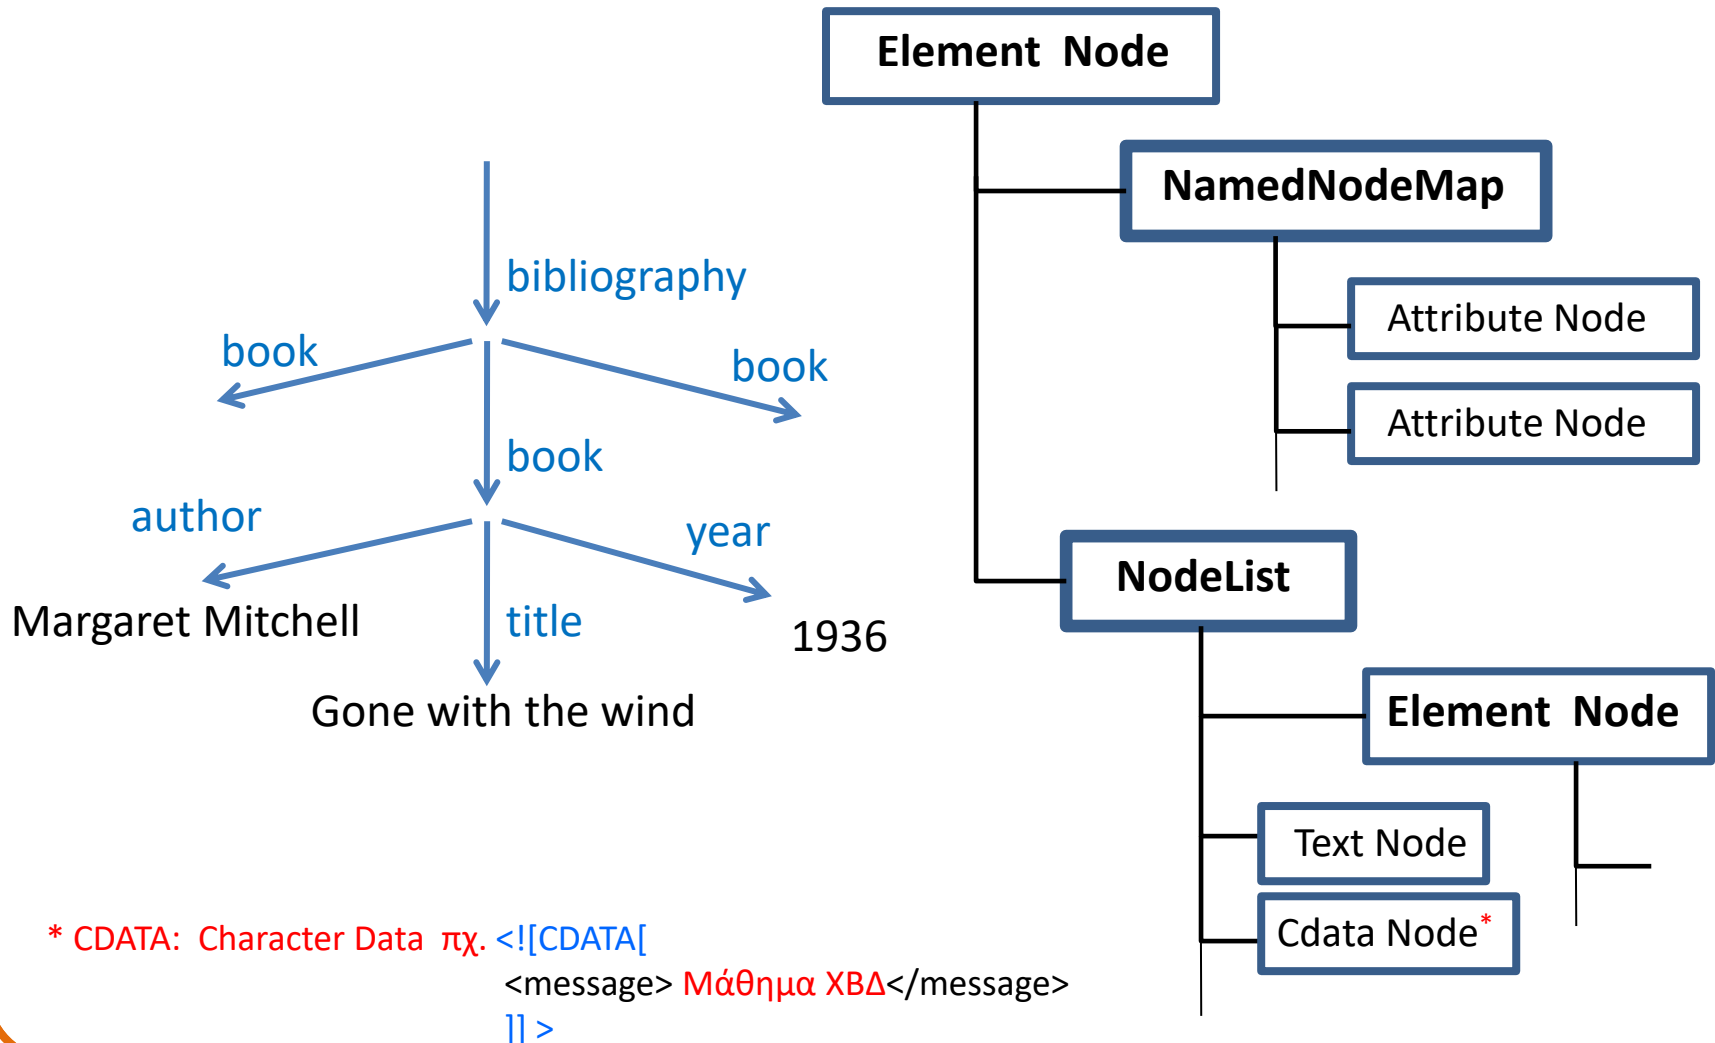 Element Node
NamedNodeMap
bibliography
Attribute Node
book
book
Attribute Node
book
author
year
NodeList
Margaret Mitchell
title
1936
Gone with the wind
Element Node
Text Node
Cdata Node*
* CDATA: Character Data πχ. <![CDATA[
<message> Μάθημα ΧΒΔ</message>
]] >